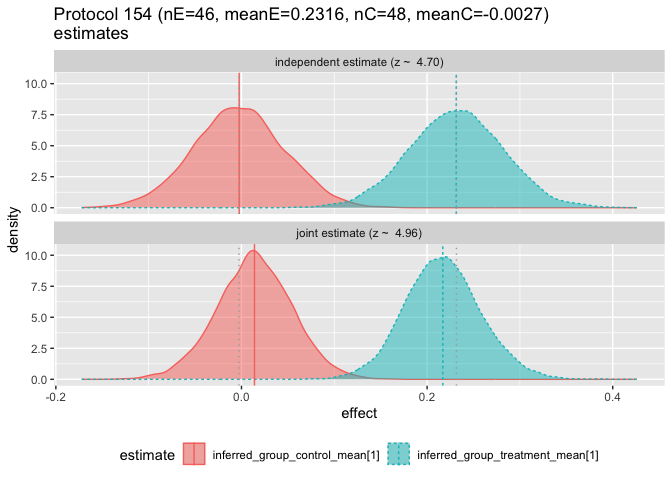 Protocol 154 (nE=46, meanE=0.2316, nC=48, meanC=-0.0027)
estimates
independent estimate (z ~  4.70)
10.0
7.5
5.0
2.5
0.0
joint estimate (z ~  4.96)
10.0
7.5
5.0
2.5
0.0
density
-0.2
0.0
0.2
0.4
effect
estimate
inferred_group_control_mean[1]
inferred_group_treatment_mean[1]